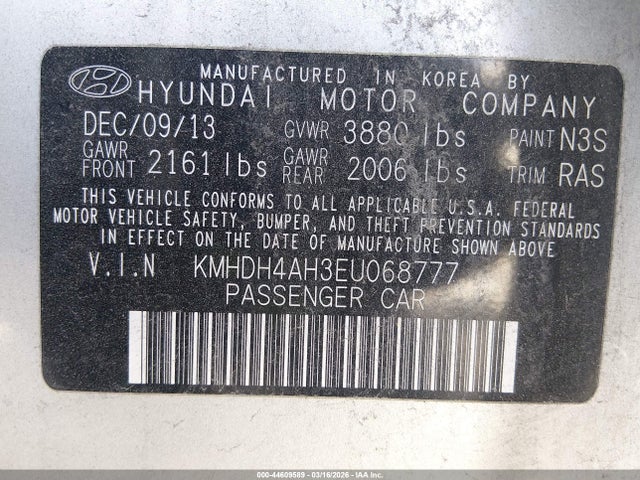 MANUFACTURED IN KOREA BY
HYUNDAI MOTOR COMPANY
DEC/09/13 GVWR 3880 lbs PAINT N3S
GAWR FRONT 2161 lbs GAWR REAR 2006 lbs TRIM RAS
THIS VEHICLE CONFORMS TO ALL APPLICABLE U.S.A. FEDERAL
MOTOR VEHICLE SAFETY, BUMPER, AND THEFT PREVENTION STANDARDS
IN EFFECT ON THE DATE OF MANUFACTURE SHOWN ABOVE.
V.I.N KMHDH4AH3EU068777
PASSENGER CAR
000-44609589 - 03/16/2026 - IAA Inc.